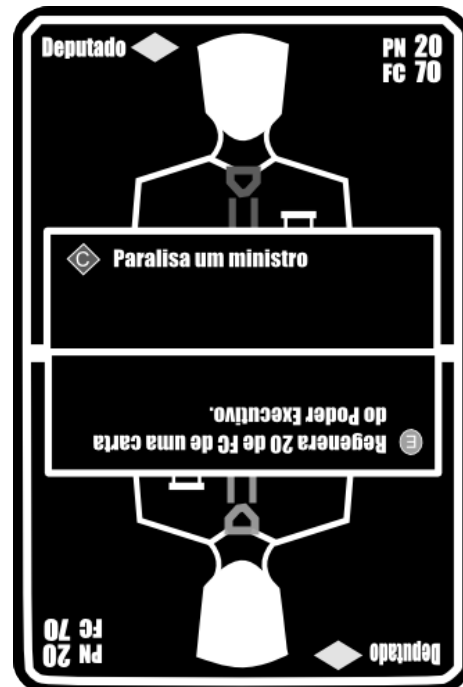 Deputado
PN 20
FC 70
C Paralisa um ministro
E Regenera 20 de FC de uma carta
do Poder Executivo.
Deputado
PN 20
FC 70